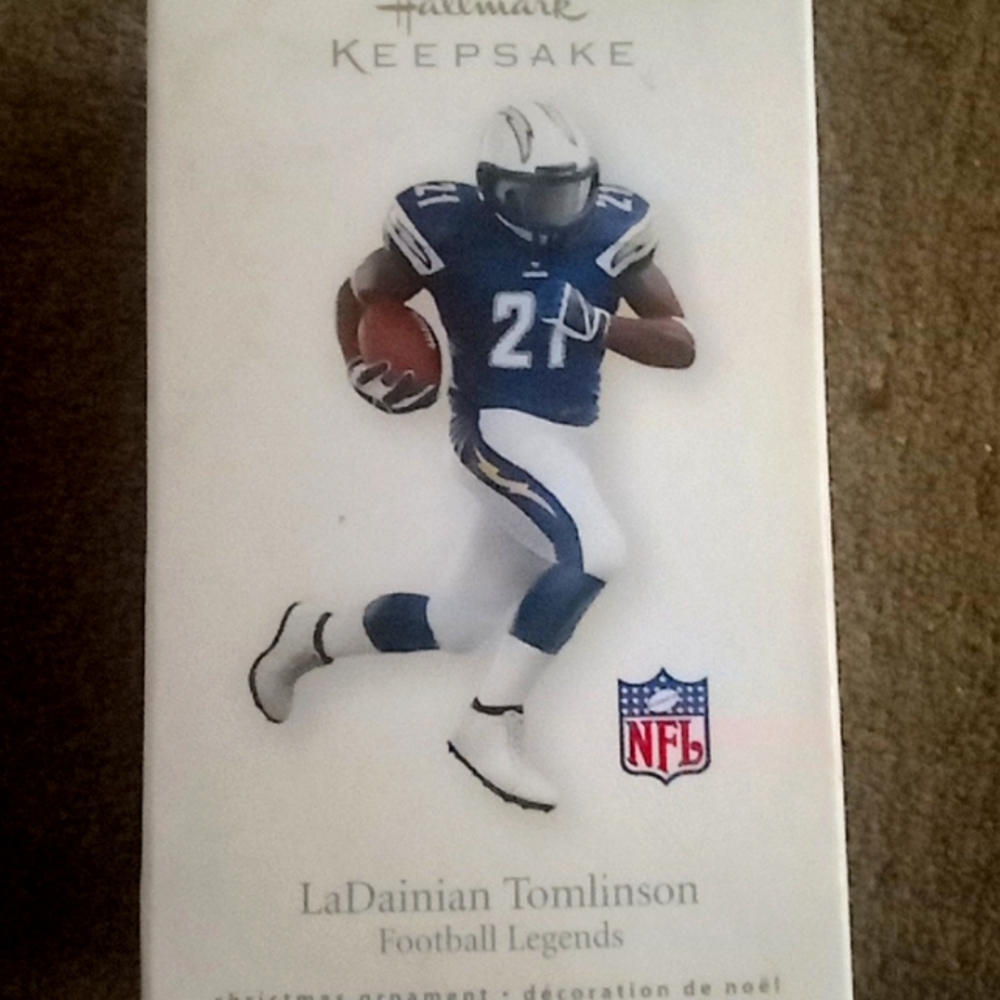 Hallmark
KEEPSAKE
21 21
21
NFL
LaDainian Tomlinson
Football Legends
christmas ornament • décoration de noël